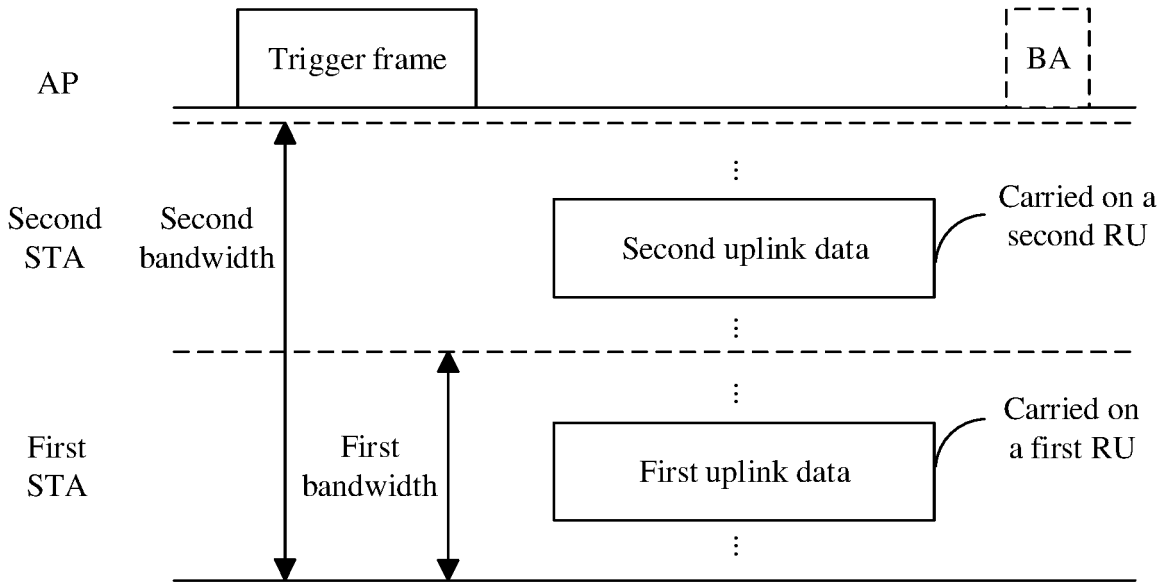 Trigger frame
BA
AP
⋮
Carried on a
second RU
Second
STA
Second
bandwidth
Second uplink data
⋮
⋮
Carried on
a first RU
First
STA
First
bandwidth
First uplink data
⋮